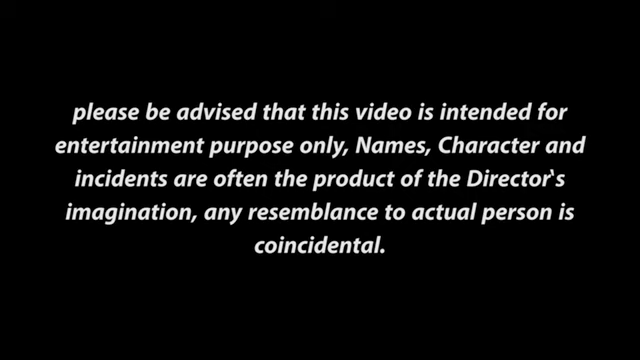 please be advised that this video is intended for
entertainment purpose only, Names, Character and
incidents are often the product of the Director's
imagination, any resemblance to actual person is
coincidental.